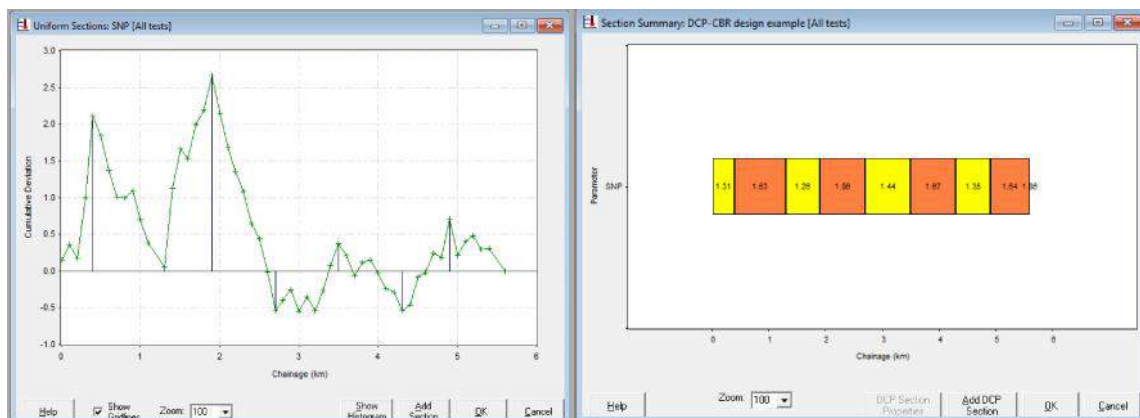 Uniform Sections: SNP [All tests]
3.0
2.5
2.0
1.5
1.0
0.5
0.0
-0.5
-1.0
Cumulative Deviation
0 1 2 3 4 5 6
Chainage (km)
Help
Show Gridlines
Zoom: 100
Show Histogram
Add Section
OK
Cancel
Section Summary: DCP-CBR design example [All tests]
Parameter
SNP
1.31 1.63 1.26 1.44 1.67 1.35 1.64
0 1 2 3 4 5 6
Chainage (km)
Help
Zoom: 100
DCP Section Properties
Add DCP Section
OK
Cancel